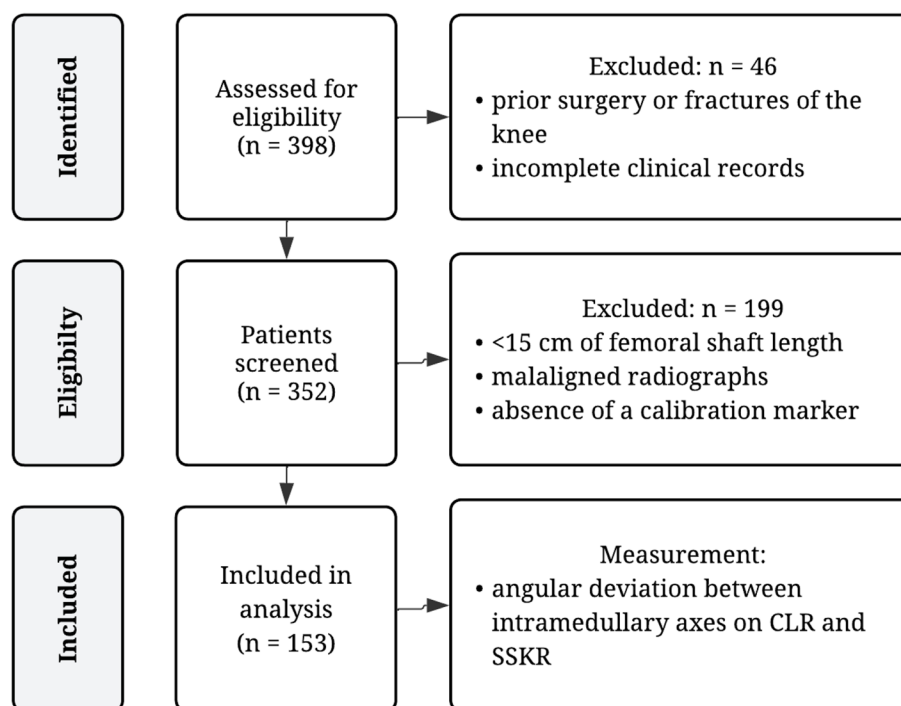 Identified
Assessed for
eligibility
(n = 398)
Excluded: n = 46
• prior surgery or fractures of the
knee
• incomplete clinical records
Eligibilty
Patients
screened
(n = 352)
Excluded: n = 199
• <15 cm of femoral shaft length
• malaligned radiographs
• absence of a calibration marker
Included
Included in
analysis
(n = 153)
Measurement:
• angular deviation between
intramedullary axes on CLR and
SSKR